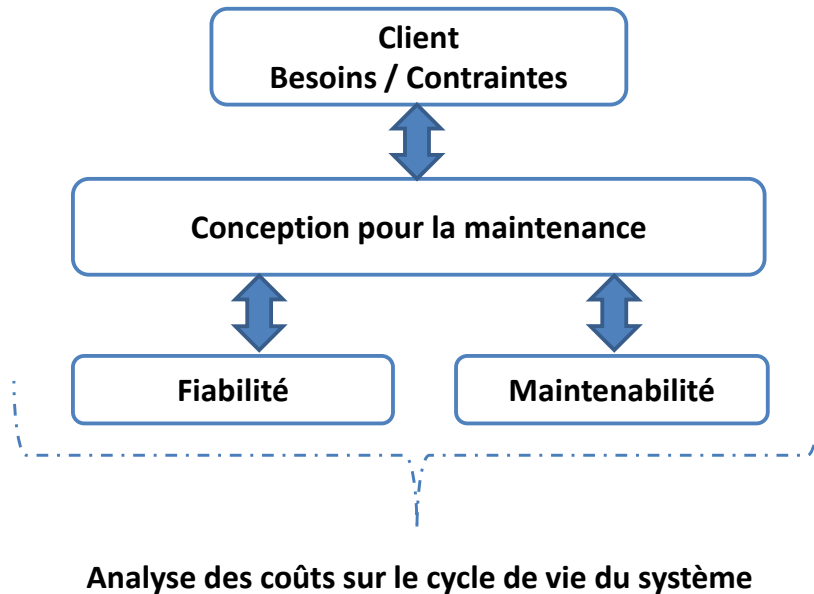 Client
Besoins / Contraintes
Conception pour la maintenance
Fiabilité
Maintenabilité
Analyse des coûts sur le cycle de vie du système